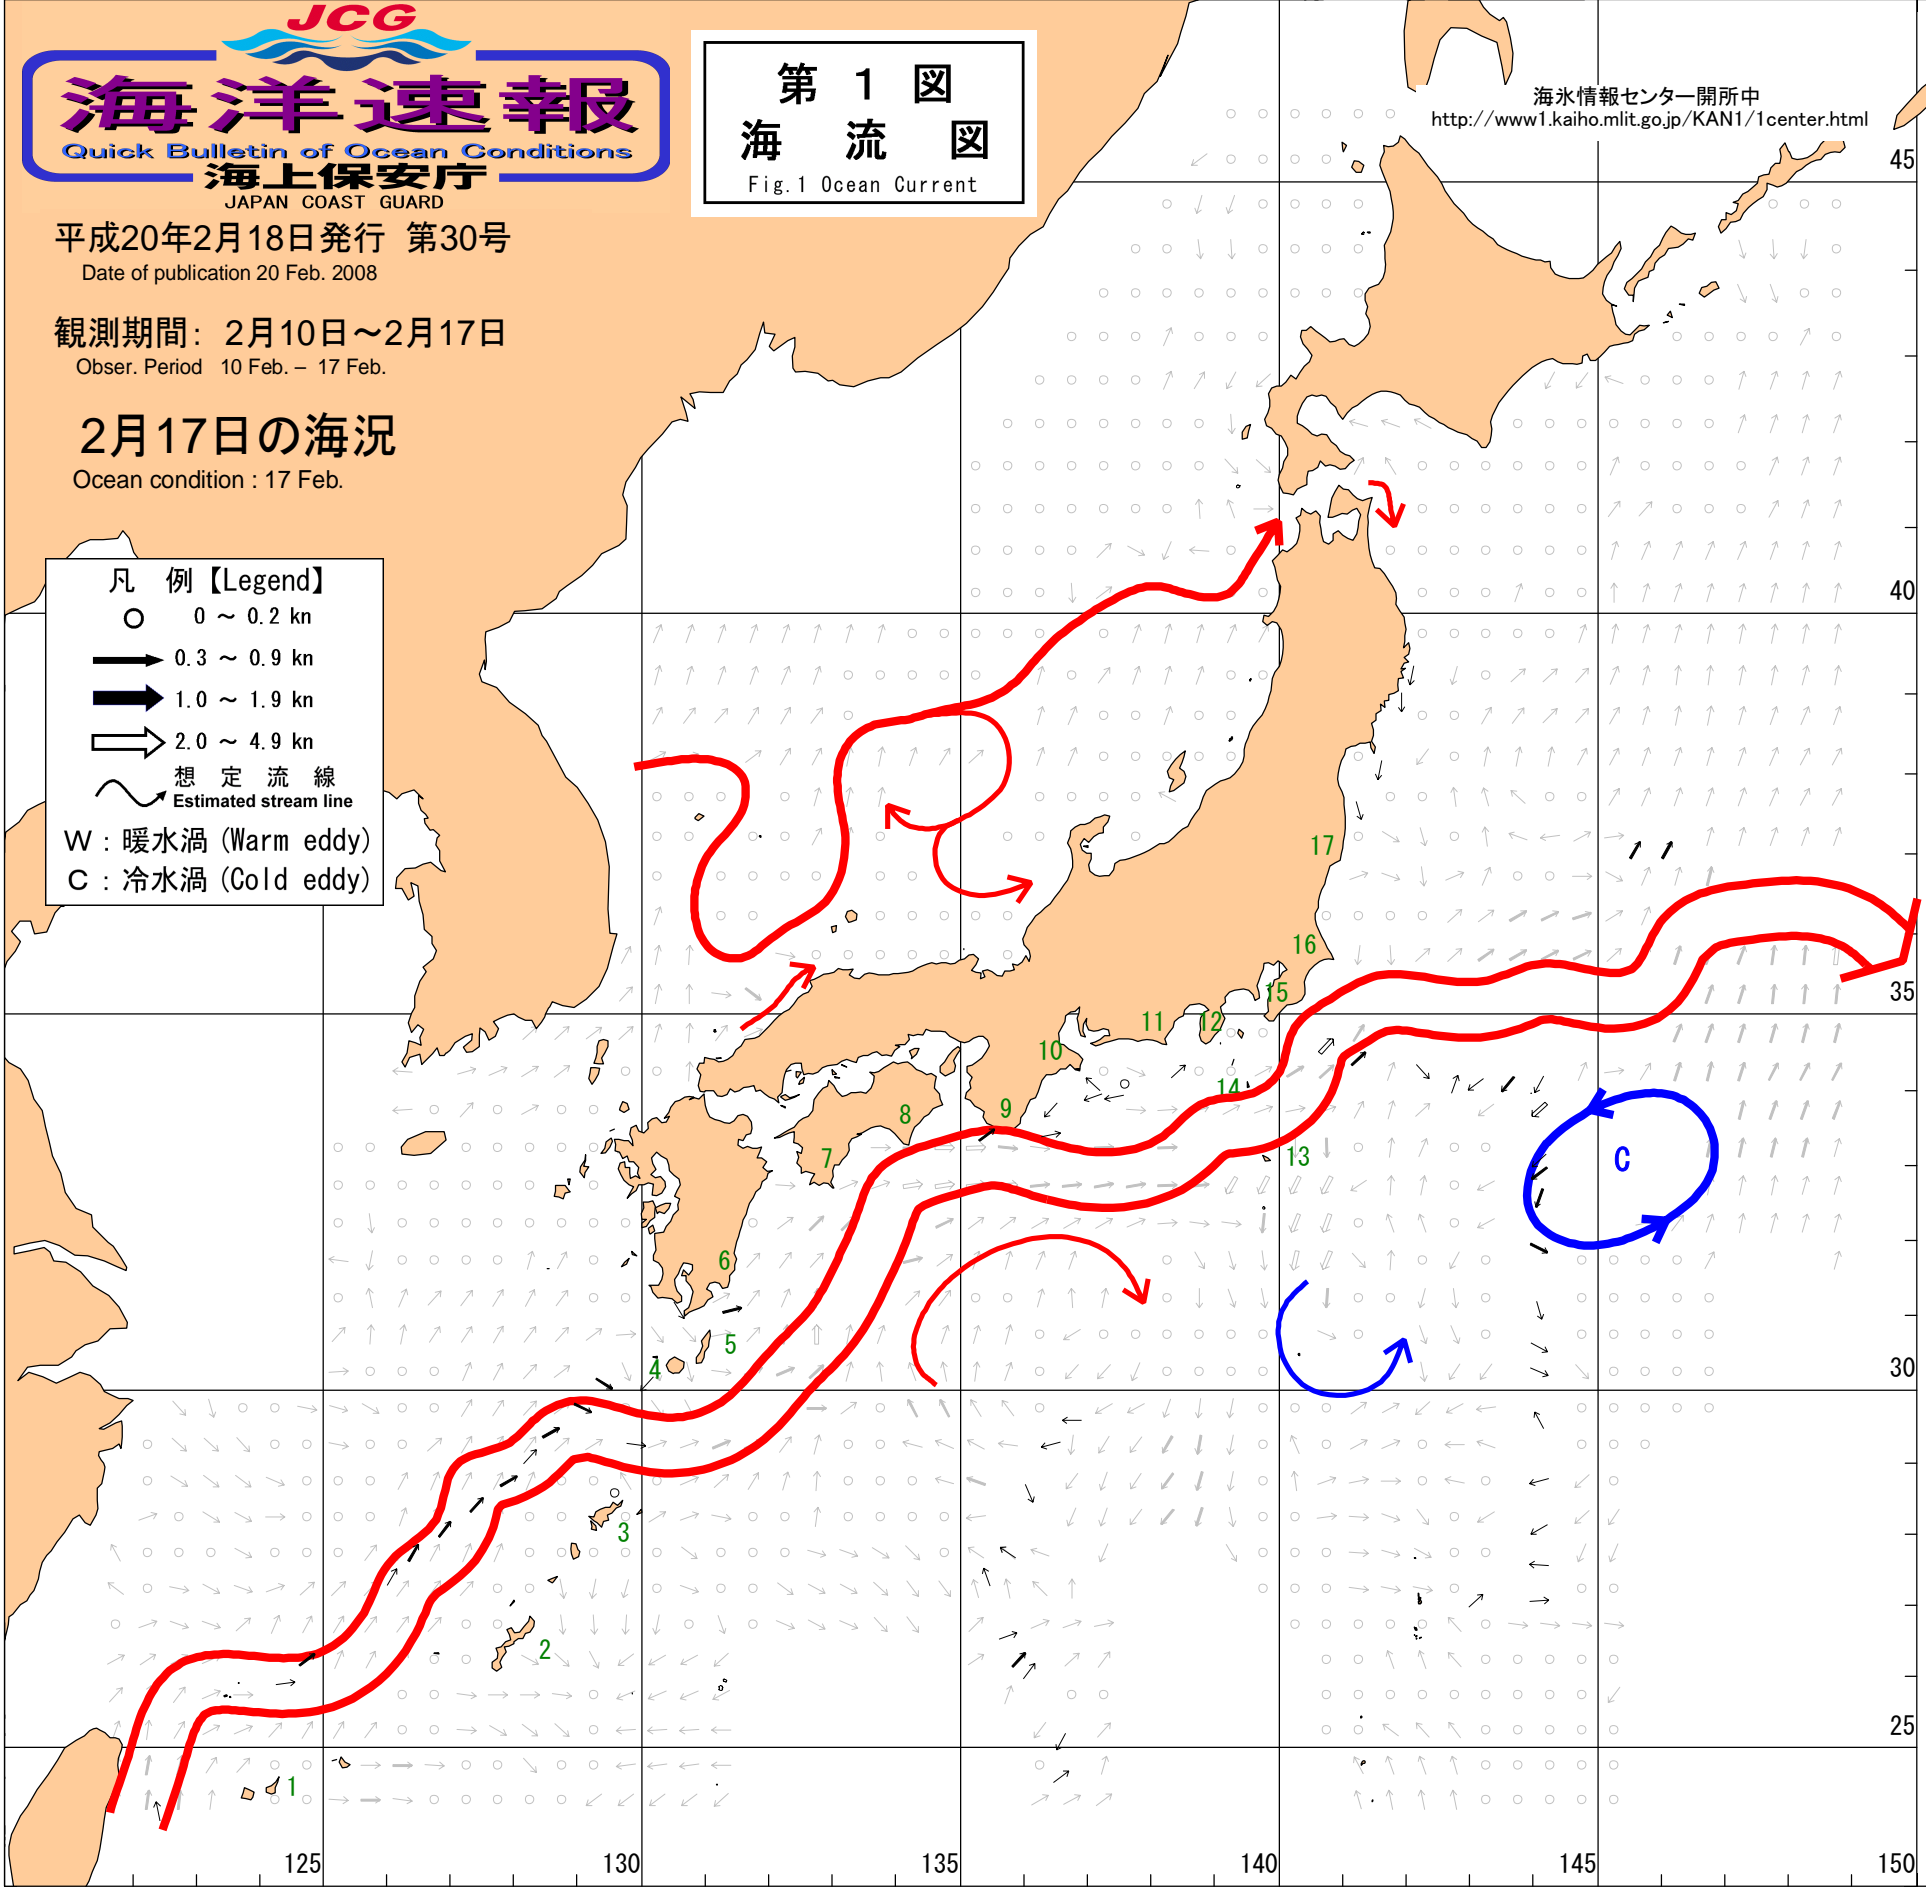 JCG
海洋速報
Quick Bulletin of Ocean Conditions
海上保安庁
JAPAN COAST GUARD
平成20年2月18日発行 第30号
Date of publication 20 Feb. 2008
観測期間: 2月10日～2月17日
Obser. Period 10 Feb. – 17 Feb.
2月17日の海況
Ocean condition : 17 Feb.
第 1 図
海 流 図
Fig.1 Ocean Current
海氷情報センター開所中
http://www1.kaiho.mlit.go.jp/KAN1/1center.html
凡 例【Legend】
0 ～ 0.2 kn
0.3 ～ 0.9 kn
1.0 ～ 1.9 kn
2.0 ～ 4.9 kn
想 定 流 線
Estimated stream line
W : 暖水渦 (Warm eddy)
C : 冷水渦 (Cold eddy)
45
40
17
16
35
15
12
11
10
14
9
8
7
13
C
6
5
4
30
3
2
25
1
125
130
135
140
145
150